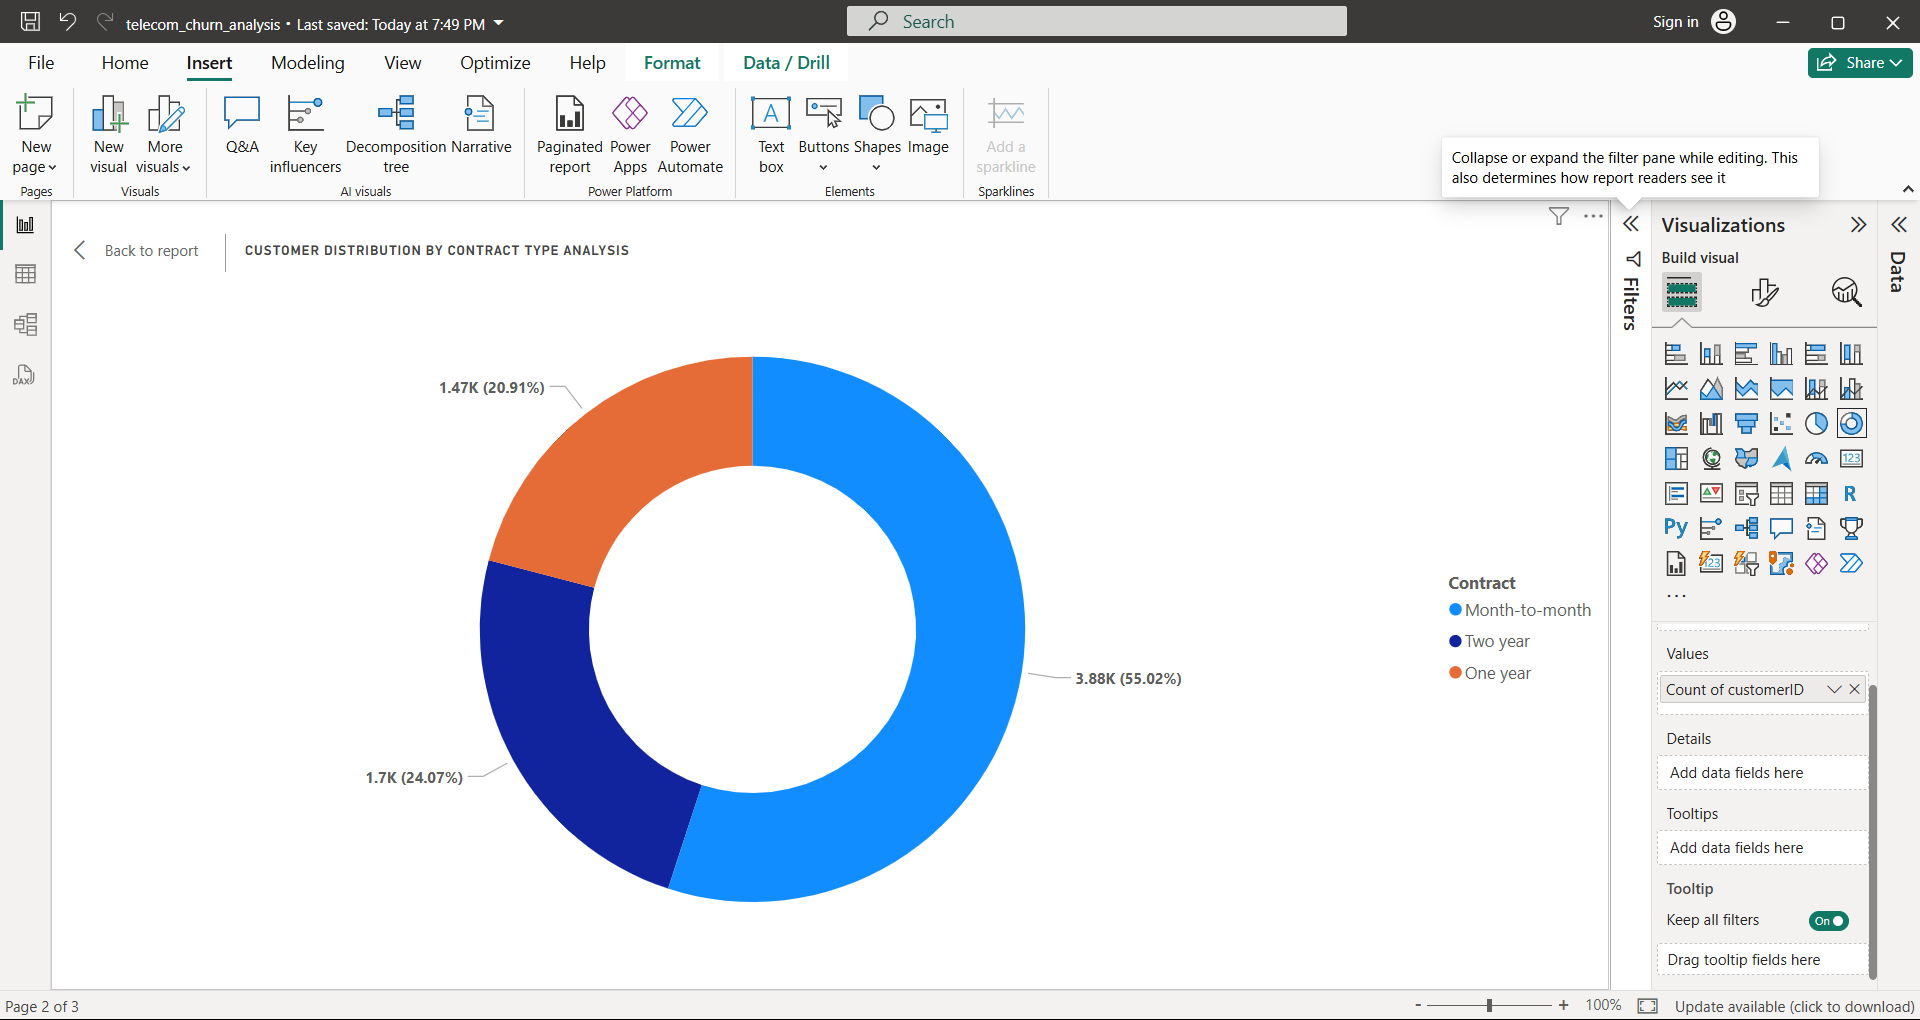 telecom_churn_analysis • Last saved: Today at 7:49 PM
Search
Sign in
File Home Insert Modeling View Optimize Help Format Data / Drill
Share
New page
New visual
More visuals
Q&A
Key influencers
Decomposition tree
Narrative
Paginated report
Power Apps
Power Automate
A
Text box
Buttons
Shapes
Image
Add a sparkline
Pages
Visuals
AI visuals
Power Platform
Elements
Sparklines
Collapse or expand the filter pane while editing. This
also determines how report readers see it
Back to report
CUSTOMER DISTRIBUTION BY CONTRACT TYPE ANALYSIS
DAX
1.47K (20.91%)
3.88K (55.02%)
1.7K (24.07%)
Contract
Month-to-month
Two year
One year
Filters
Visualizations
Build visual
123
R
Py
123
Values
Count of customerID
Details
Add data fields here
Tooltips
Add data fields here
Tooltip
Keep all filters
On
Drag tooltip fields here
Data
Page 2 of 3
- + 100%
Update available (click to download)